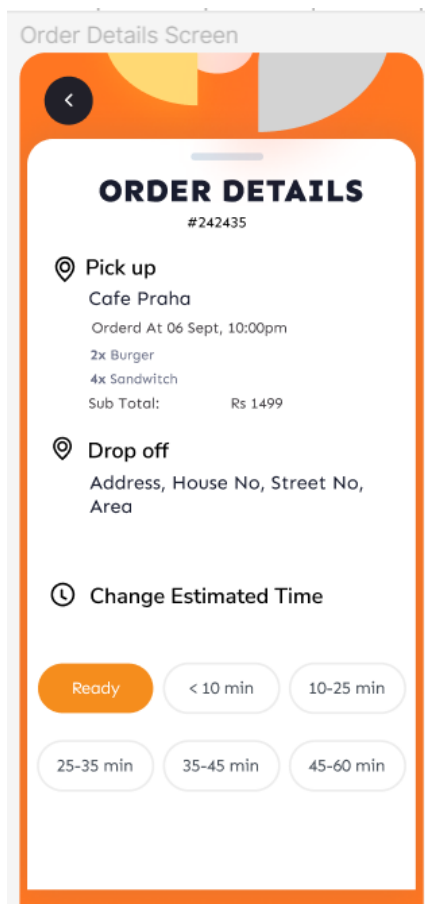 Order Details Screen
ORDER DETAILS
#242435
Pick up
Cafe Praha
Orderd At 06 Sept, 10:00pm
2x Burger
4x Sandwitch
Sub Total: Rs 1499
Drop off
Address, House No, Street No,
Area
Change Estimated Time
Ready < 10 min 10-25 min
25-35 min 35-45 min 45-60 min